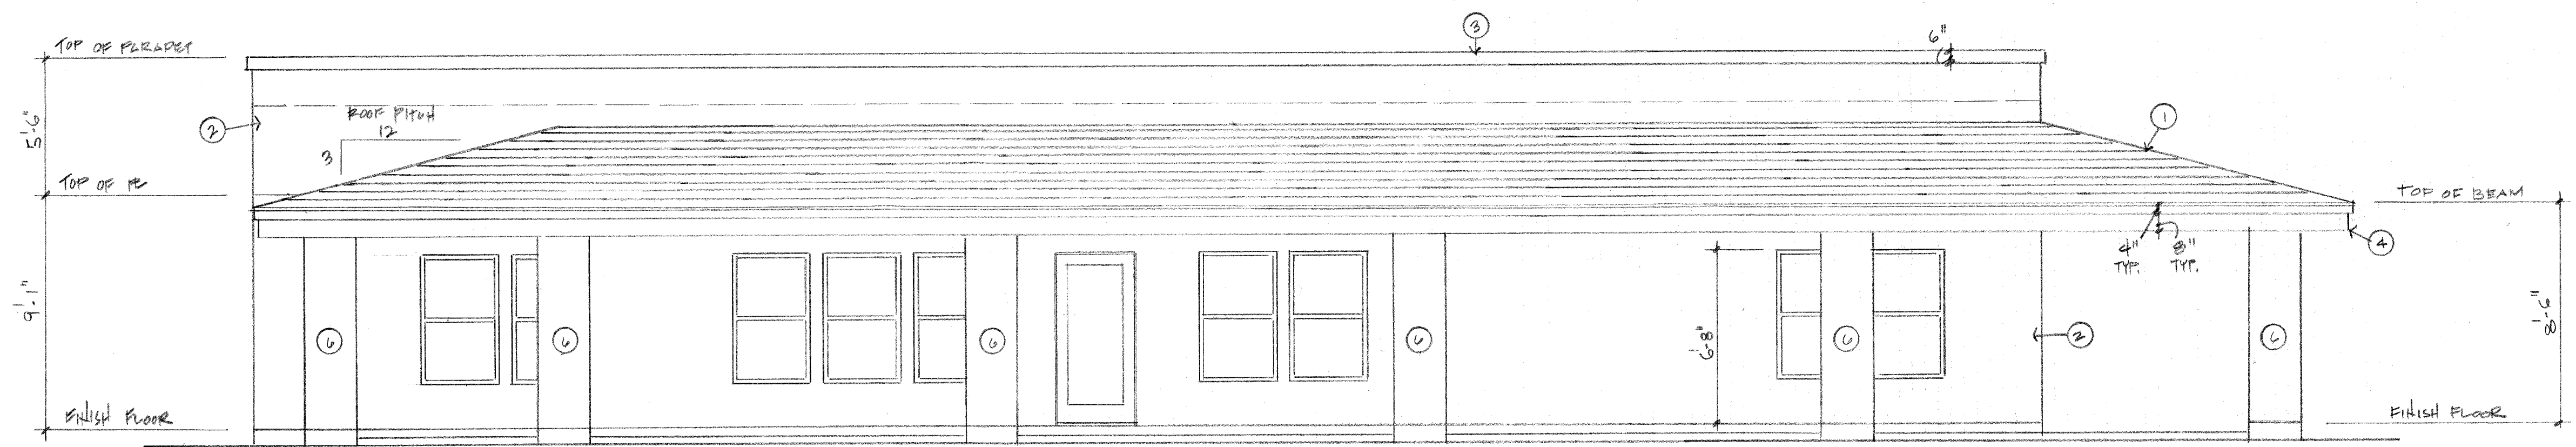 3
6"
TOP OF PARAPET
ROOF PITCH
12
3
2
1
5'-6"
TOP OF PL
TOP OF BEAM
4"
TYP.
8"
TYP.
4
9'-1"
6
6
6
6
6'-8"
6
2
6
8'-6"
FINISH FLOOR
FINISH FLOOR